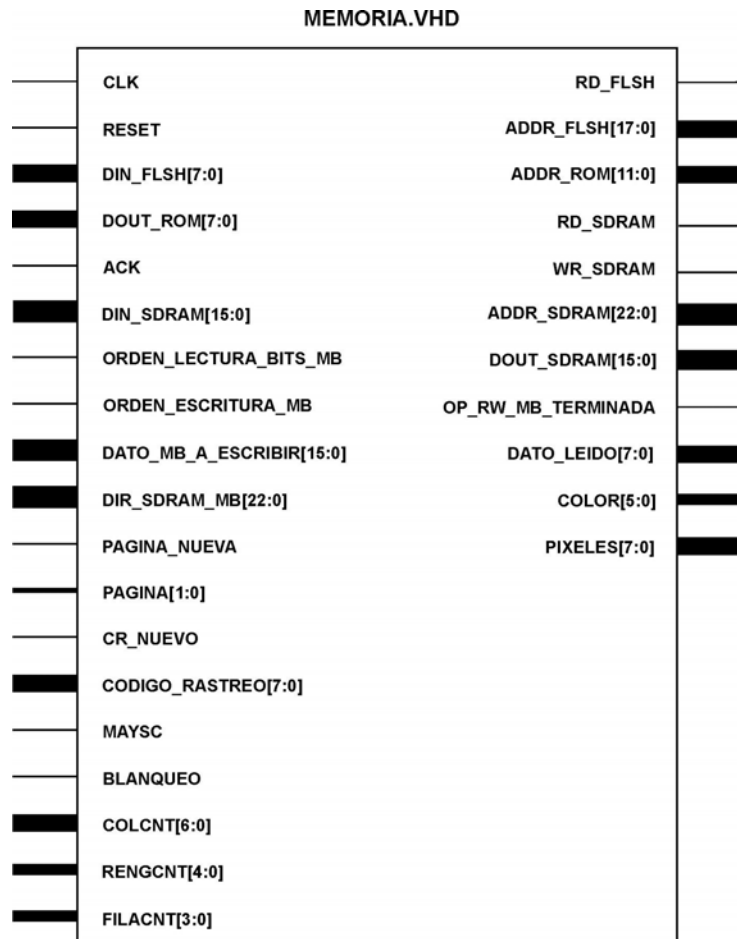 MEMORIA.VHD
CLK
RESET
DIN_FLSH[7:0]
DOUT_ROM[7:0]
ACK
DIN_SDRAM[15:0]
ORDEN_LECTURA_BITS_MB
ORDEN_ESCRITURA_MB
DATO_MB_A_ESCRIBIR[15:0]
DIR_SDRAM_MB[22:0]
PAGINA_NUEVA
PAGINA[1:0]
CR_NUEVO
CODIGO_RASTREO[7:0]
MAYSC
BLANQUEO
COLCNT[6:0]
RENGCNT[4:0]
FILACNT[3:0]
RD_FLSH
ADDR_FLSH[17:0]
ADDR_ROM[11:0]
RD_SDRAM
WR_SDRAM
ADDR_SDRAM[22:0]
DOUT_SDRAM[15:0]
OP_RW_MB_TERMINADA
DATO_LEIDO[7:0]
COLOR[5:0]
PIXELES[7:0]